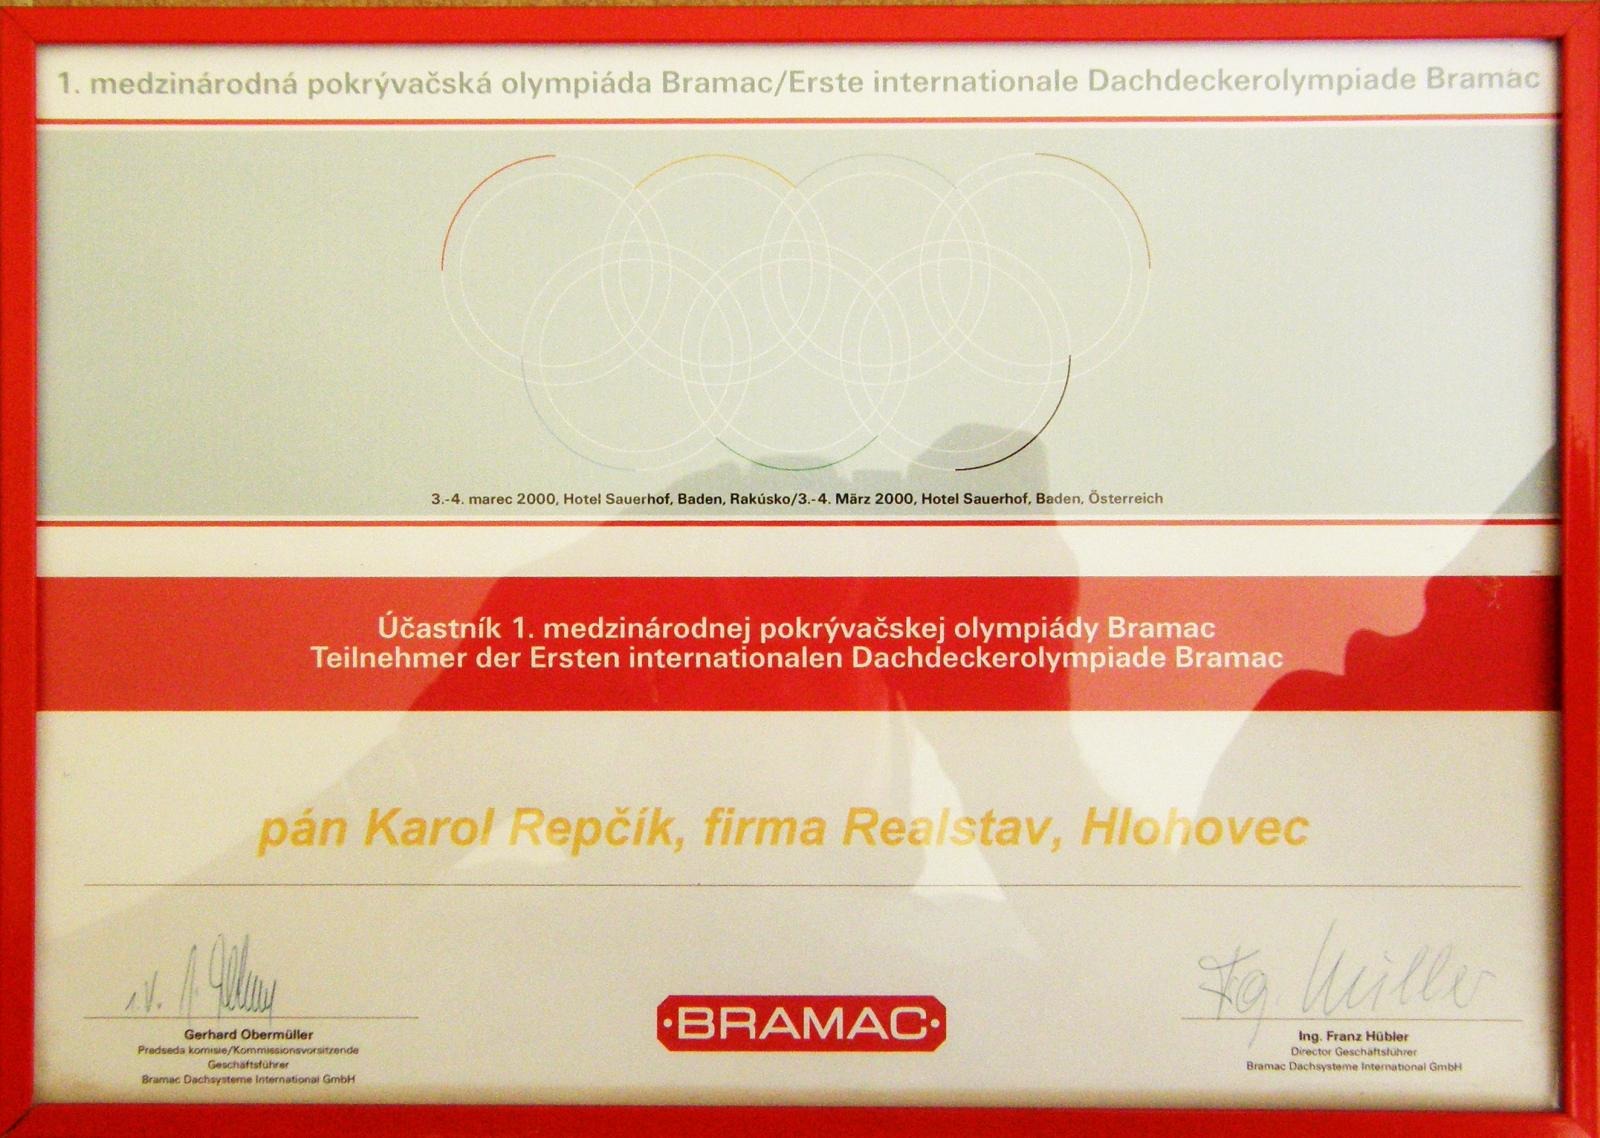 1. medzinárodná pokrývačská olympiáda Bramac/Erste internationale Dachdeckerolympiade Bramac
3.-4. marec 2000, Hotel Sauerhof, Baden, Rakúsko/3.-4. März 2000, Hotel Sauerhof, Baden, Österreich
Účastník 1. medzinárodnej pokrývačskej olympiády Bramac
Teilnehmer der Ersten internationalen Dachdeckerolympiade Bramac
pán Karol Repčík, firma Realstav, Hlohovec
i.V.
Gerhard Obermüller
Predseda komisie/Kommissionsvorsitzende
Geschäftsführer
Bramac Dachsysteme International GmbH
·BRAMAC·
Ing. Franz Hübler
Director Geschäftsführer
Bramac Dachsysteme International GmbH